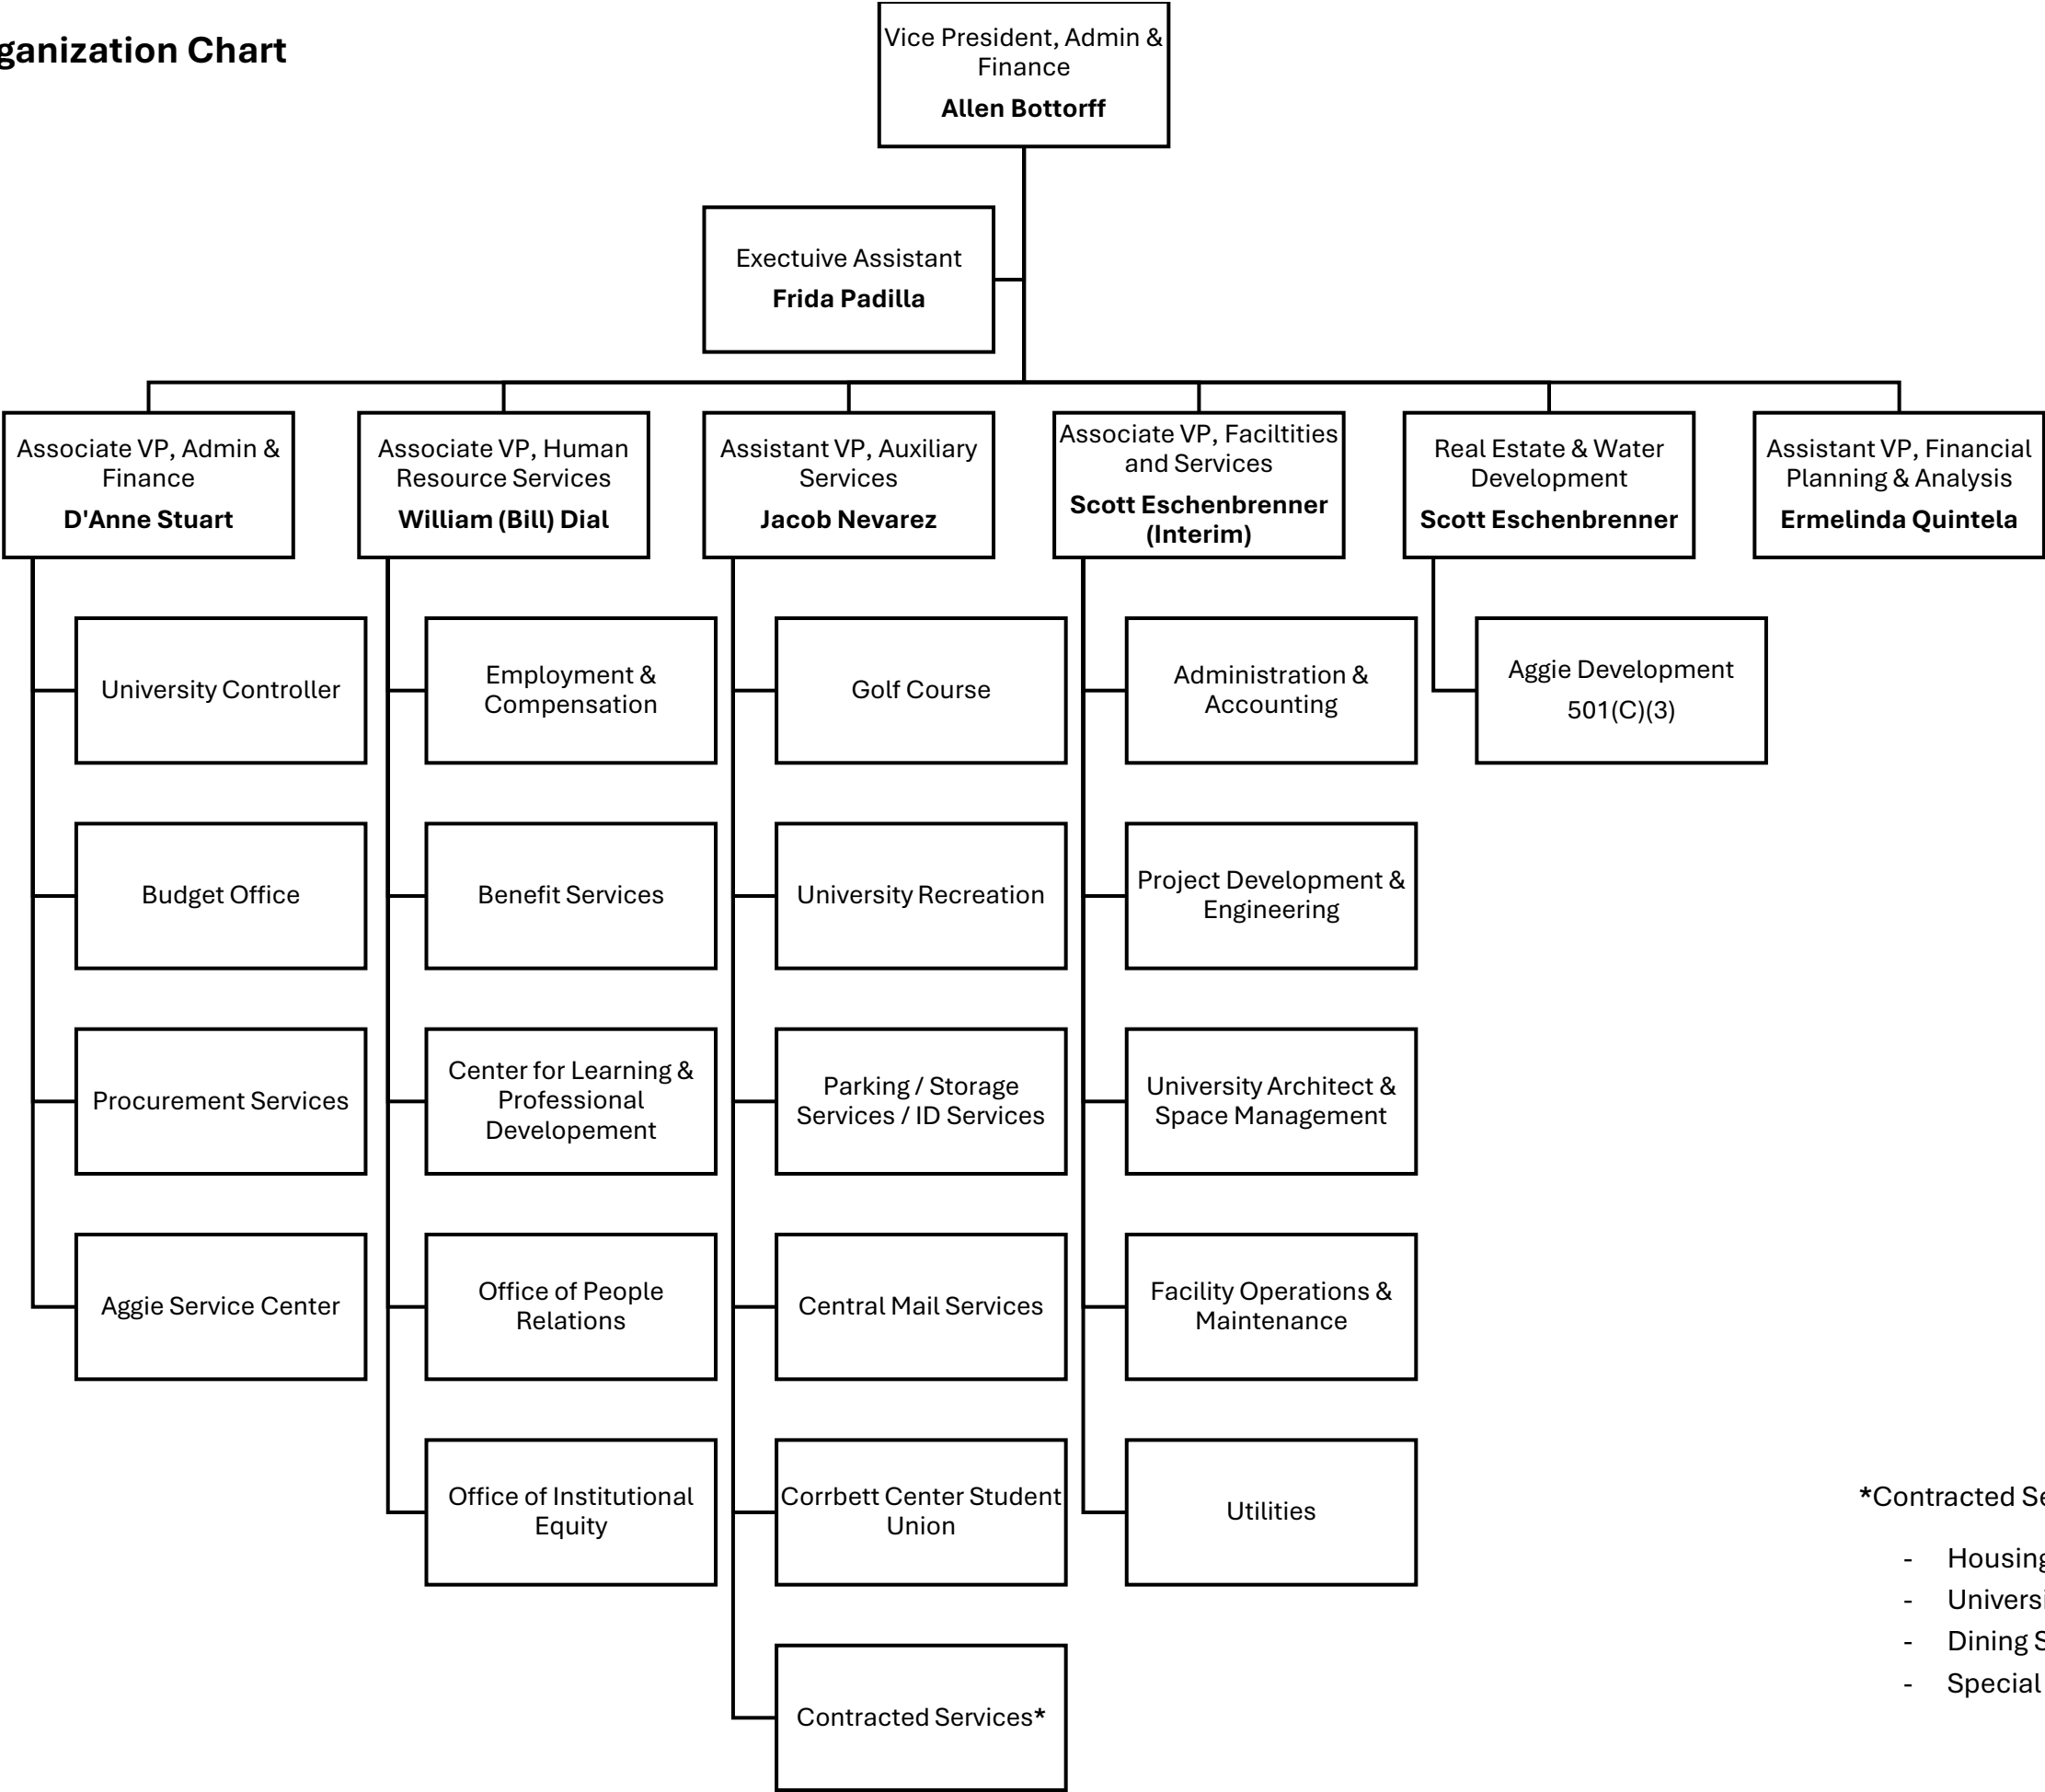 ganization Chart
Vice President, Admin &
Finance
Allen Bottorff
Exectuive Assistant
Frida Padilla
Associate VP, Admin &
Finance
D'Anne Stuart
Associate VP, Human
Resource Services
William (Bill) Dial
Assistant VP, Auxiliary
Services
Jacob Nevarez
Associate VP, Faciltities
and Services
Scott Eschenbrenner
(Interim)
Real Estate & Water
Development
Scott Eschenbrenner
Assistant VP, Financial
Planning & Analysis
Ermelinda Quintela
University Controller
Budget Office
Procurement Services
Aggie Service Center
Employment &
Compensation
Benefit Services
Center for Learning &
Professional
Developement
Office of People
Relations
Office of Institutional
Equity
Golf Course
University Recreation
Parking / Storage
Services / ID Services
Central Mail Services
Corrbett Center Student
Union
Contracted Services*
Administration &
Accounting
Project Development &
Engineering
University Architect &
Space Management
Facility Operations &
Maintenance
Utilities
Aggie Development
501(C)(3)
*Contracted Se
- Housing
- Universi
- Dining S
- Special